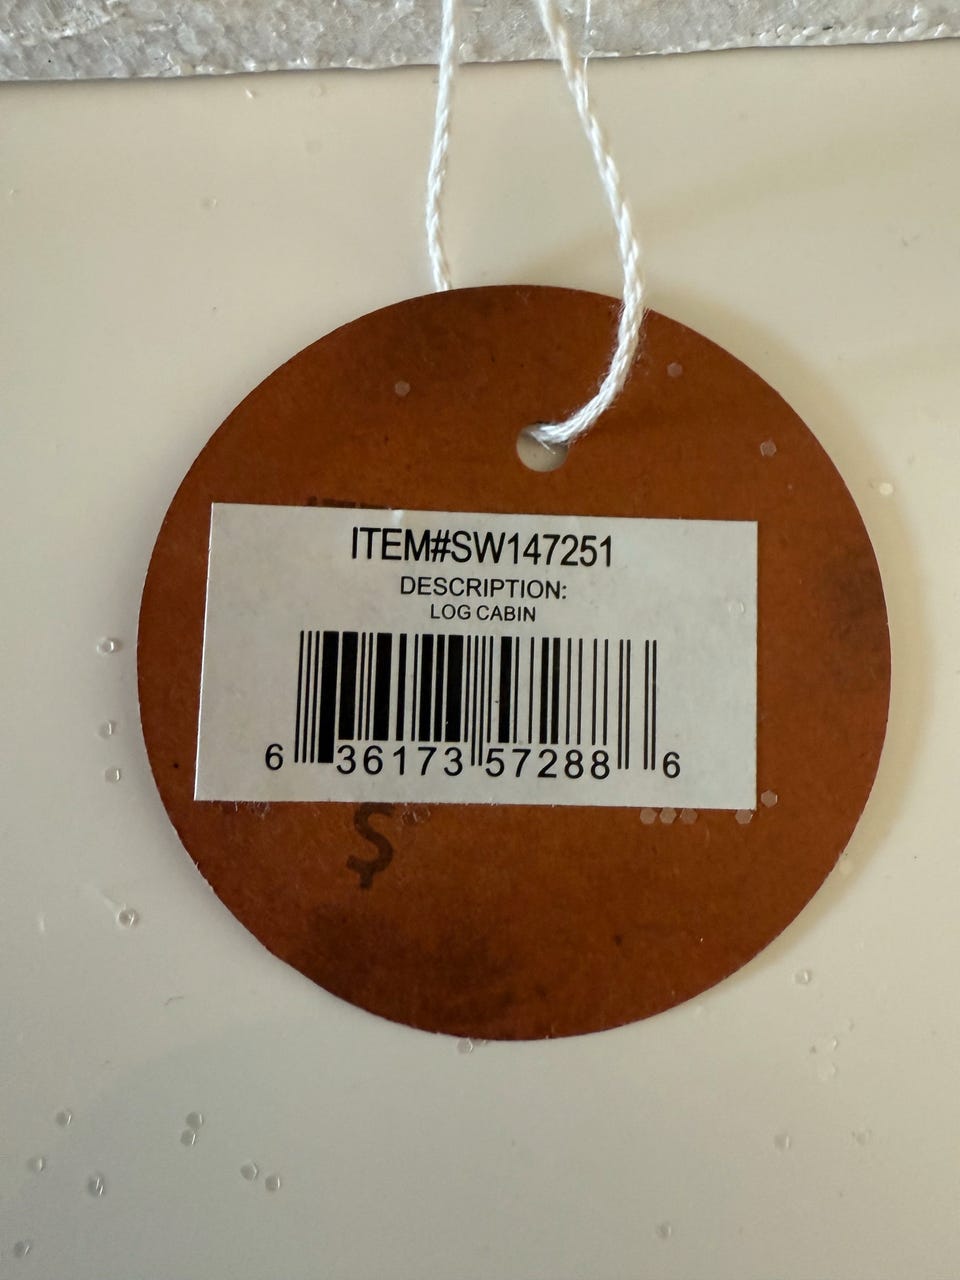 ITEM#SW147251
DESCRIPTION:
LOG CABIN
6 36173 57288 6
$